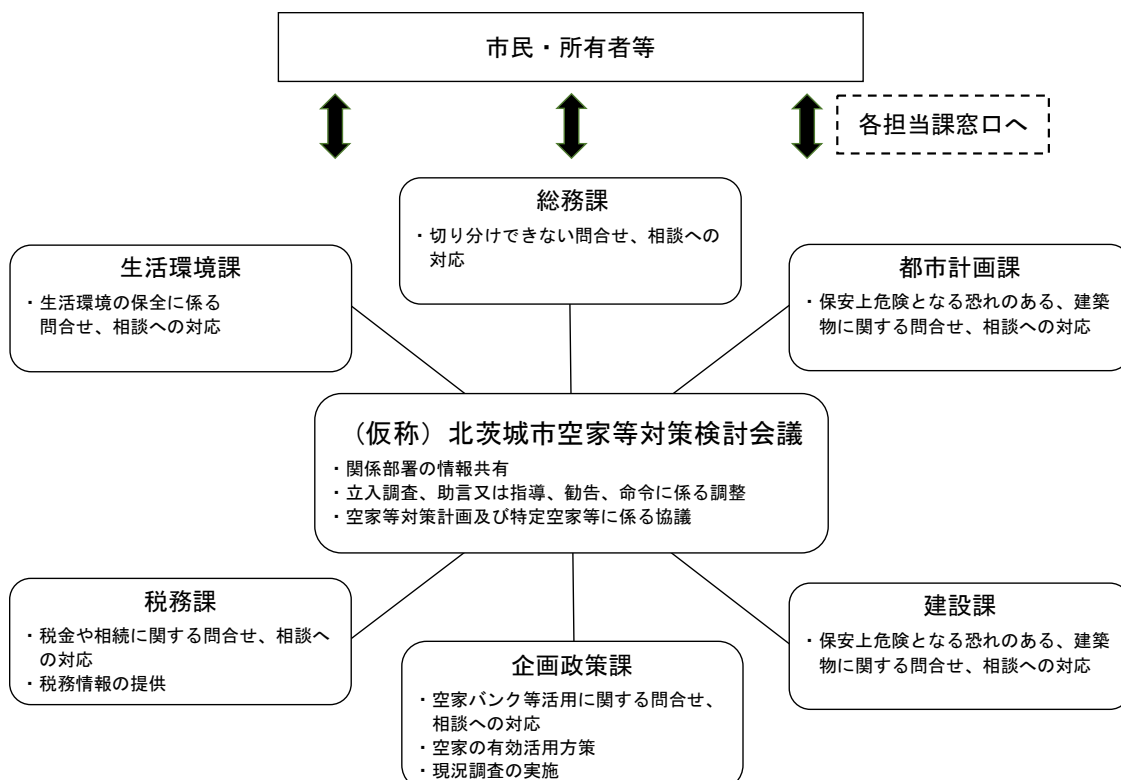 市民・所有者等
各担当課窓口へ
総務課
・切り分けできない問合せ、相談への
対応
生活環境課
・生活環境の保全に係る
問合せ、相談への対応
都市計画課
・保安上危険となる恐れのある、建築
物に関する問合せ、相談への対応
(仮称)北茨城市空家等対策検討会議
・関係部署の情報共有
・立入調査、助言又は指導、勧告、命令に係る調整
・空家等対策計画及び特定空家等に係る協議
税務課
・税金や相続に関する問合せ、相談へ
の対応
・税務情報の提供
企画政策課
・空家バンク等活用に関する問合せ、
相談への対応
・空家の有効活用方策
・現況調査の実施
建設課
・保安上危険となる恐れのある、建築
物に関する問合せ、相談への対応